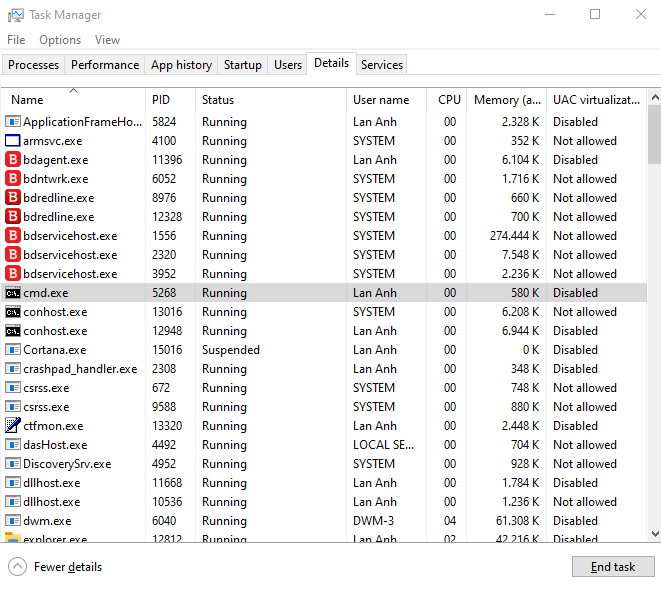 Task Manager
File Options View
Processes Performance App history Startup Users Details Services
Name PID Status User name CPU Memory (a... UAC virtualizat...
ApplicationFrameHo... 5824 Running Lan Anh 00 2.328 K Disabled
armsvc.exe 4100 Running SYSTEM 00 352 K Not allowed
bdagent.exe 11396 Running Lan Anh 00 6.104 K Disabled
bdntwrk.exe 6052 Running SYSTEM 00 1.716 K Not allowed
bdredline.exe 8976 Running SYSTEM 00 660 K Not allowed
bdredline.exe 12328 Running SYSTEM 00 700 K Not allowed
bdservicehost.exe 1556 Running SYSTEM 00 274.444 K Not allowed
bdservicehost.exe 2320 Running SYSTEM 00 7.548 K Not allowed
bdservicehost.exe 3952 Running SYSTEM 00 2.236 K Not allowed
cmd.exe 5268 Running Lan Anh 00 580 K Disabled
conhost.exe 13016 Running SYSTEM 00 6.208 K Not allowed
conhost.exe 12948 Running Lan Anh 00 6.944 K Disabled
Cortana.exe 15016 Suspended Lan Anh 00 0 K Disabled
crashpad_handler.exe 2308 Running Lan Anh 00 348 K Disabled
csrss.exe 672 Running SYSTEM 00 748 K Not allowed
csrss.exe 9588 Running SYSTEM 00 880 K Not allowed
ctfmon.exe 13320 Running Lan Anh 00 2.448 K Disabled
dasHost.exe 4492 Running LOCAL SE... 00 704 K Not allowed
DiscoverySrv.exe 4952 Running SYSTEM 00 928 K Not allowed
dllhost.exe 11668 Running Lan Anh 00 1.784 K Disabled
dllhost.exe 10536 Running Lan Anh 00 1.236 K Not allowed
dwm.exe 6040 Running DWM-3 04 61.308 K Disabled
explorer.exe 12812 Running Lan Anh 02 42.216 K Disabled
Fewer details End task